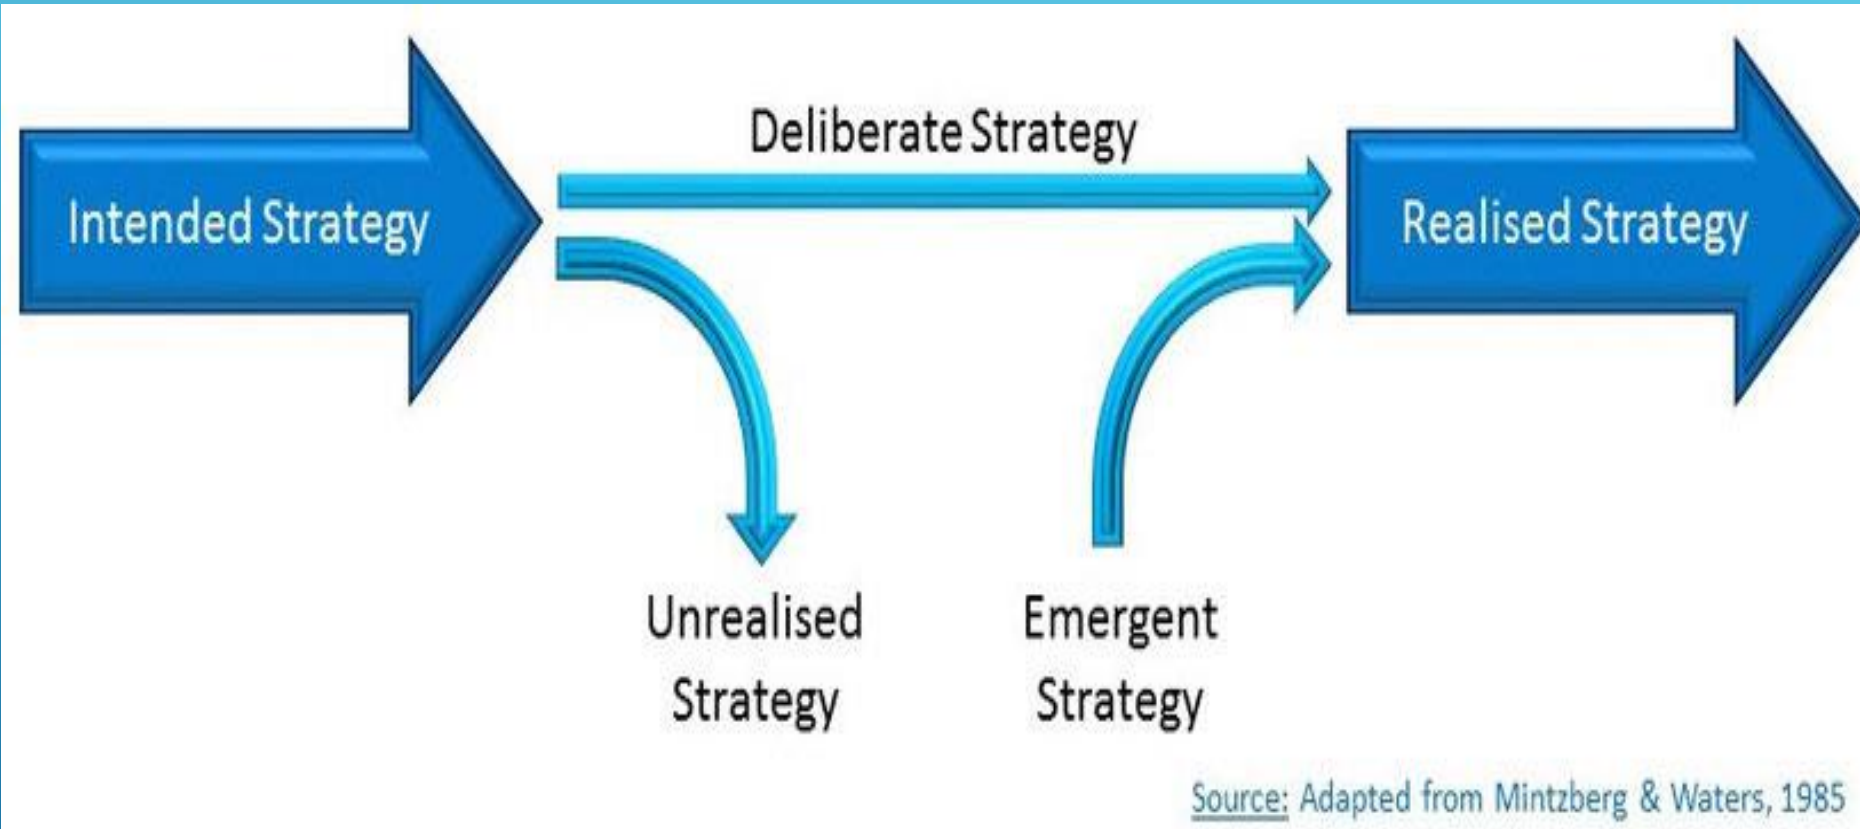 Deliberate Strategy
Intended Strategy
Realised Strategy
Unrealised
Strategy
Emergent
Strategy
Source: Adapted from Mintzberg & Waters, 1985